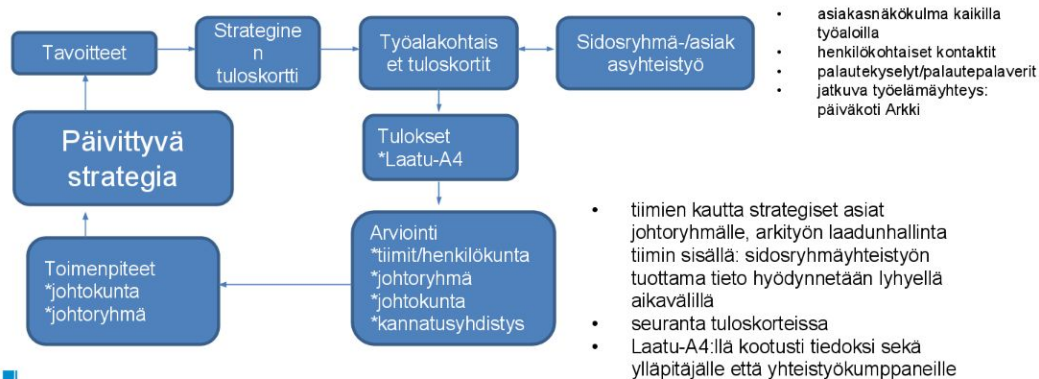 Tavoitteet
Strategine
n
tuloskortti
Työalakohtais
et tuloskortit
Sidosryhmä-/asiak
asyhteistyö
• asiakasnäkökulma kaikilla
työaloilla
• henkilökohtaiset kontaktit
• palautekyselyt/palautepalaverit
• jatkuva työelämäyhteys:
päiväkoti Arkki
Päivittyvä
strategia
Tulokset
*Laatu-A4
Toimenpiteet
*johtokunta
*johtoryhmä
Arviointi
*tiimit/henkilökunta
*johtoryhmä
*johtokunta
*kannatusyhdistys
• tiimien kautta strategiset asiat
johtoryhmälle, arkityön laadunhallinta
tiimin sisällä: sidosryhmäyhteistyön
tuottama tieto hyödynnetään lyhyellä
aikavälillä
• seuranta tuloskorteissa
• Laatu-A4:llä kootusti tiedoksi sekä
ylläpitäjälle että yhteistyökumppaneille